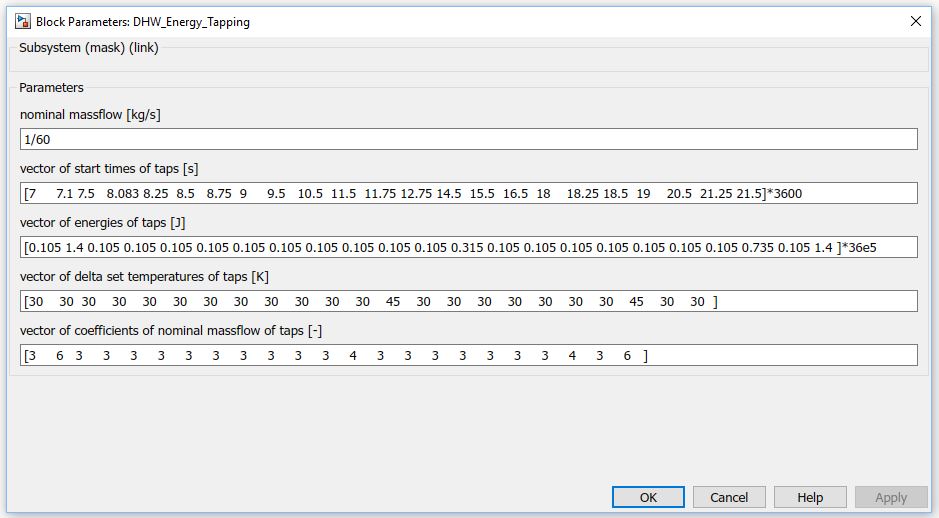 Block Parameters: DHW_Energy_Tapping
Subsystem (mask) (link)
Parameters
nominal massflow [kg/s]
1/60
vector of start times of taps [s]
[7 7.1 7.5 8.083 8.25 8.5 8.75 9 9.5 10.5 11.5 11.75 12.75 14.5 15.5 16.5 18 18.25 18.5 19 20.5 21.25 21.5]*3600
vector of energies of taps [J]
[0.105 1.4 0.105 0.105 0.105 0.105 0.105 0.105 0.105 0.105 0.105 0.105 0.315 0.105 0.105 0.105 0.105 0.105 0.105 0.105 0.735 0.105 1.4 ]*36e5
vector of delta set temperatures of taps [K]
[30 30 30 30 30 30 30 30 30 30 30 30 45 30 30 30 30 30 30 30 45 30 30 ]
vector of coefficients of nominal massflow of taps [-]
[3 6 3 3 3 3 3 3 3 3 3 3 4 3 3 3 3 3 3 3 4 3 6 ]
OK Cancel Help Apply